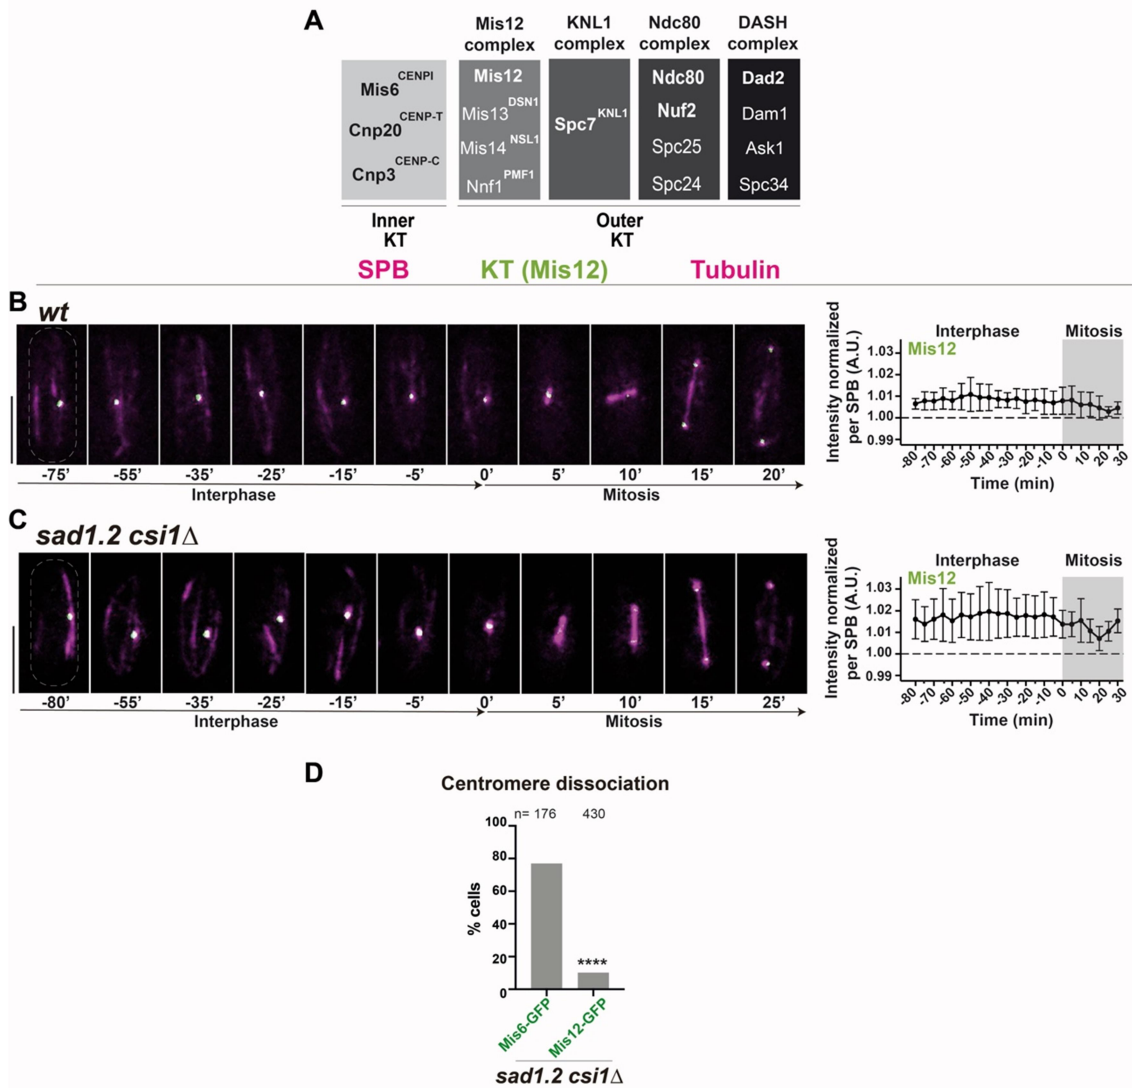 A
Mis12 complex
KNL1 complex
Ndc80 complex
DASH complex
Mis6CENPI
Cnp20CENP-T
Cnp3CENP-C
Mis12
Mis13DSN1
Mis14NSL1
Nnf1PMF1
Spc7KNL1
Ndc80
Nuf2
Spc25
Spc24
Dad2
Dam1
Ask1
Spc34
Inner KT
Outer KT
SPB KT (Mis12) Tubulin
B
wt
-75’ -55’ -35’ -25’ -15’ -5’ 0’ 5’ 10’ 15’ 20’
Interphase Mitosis
Intensity normalized per SPB (A.U.)
Interphase Mitosis
Mis12
1.03
1.02
1.01
1.00
0.99
-80 -70 -60 -50 -40 -30 -20 -10 0 10 20 30
Time (min)
C
sad1.2 csi1Δ
-80’ -55’ -35’ -25’ -15’ -5’ 0’ 5’ 10’ 15’ 25’
Interphase Mitosis
Intensity normalized per SPB (A.U.)
Interphase Mitosis
Mis12
1.03
1.02
1.01
1.00
0.99
-80 -70 -60 -50 -40 -30 -20 -10 0 10 20 30
Time (min)
D
Centromere dissociation
n= 176 430
% cells
100
80
60
40
20
0
****
Mis6-GFP
Mis12-GFP
sad1.2 csi1Δ